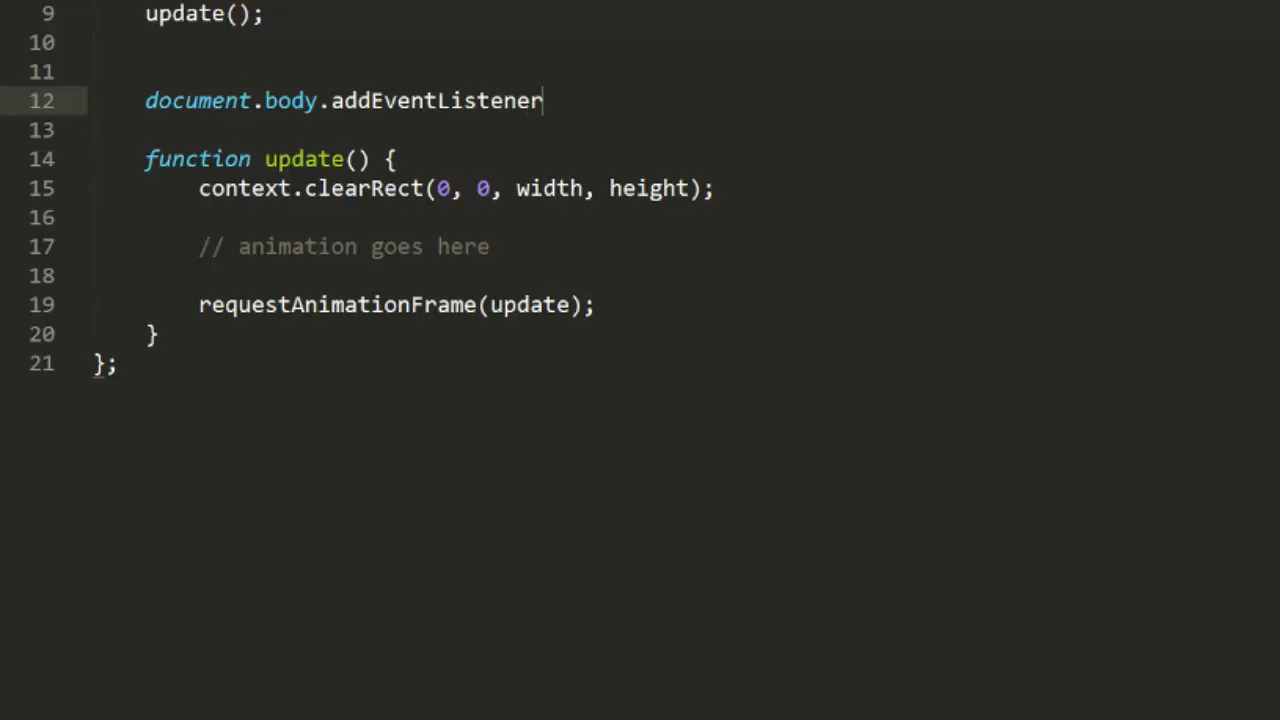 9 update();
10
11
12 document.body.addEventListener
13
14 function update() {
15 context.clearRect(0, 0, width, height);
16
17 // animation goes here
18
19 requestAnimationFrame(update);
20 }
21 };